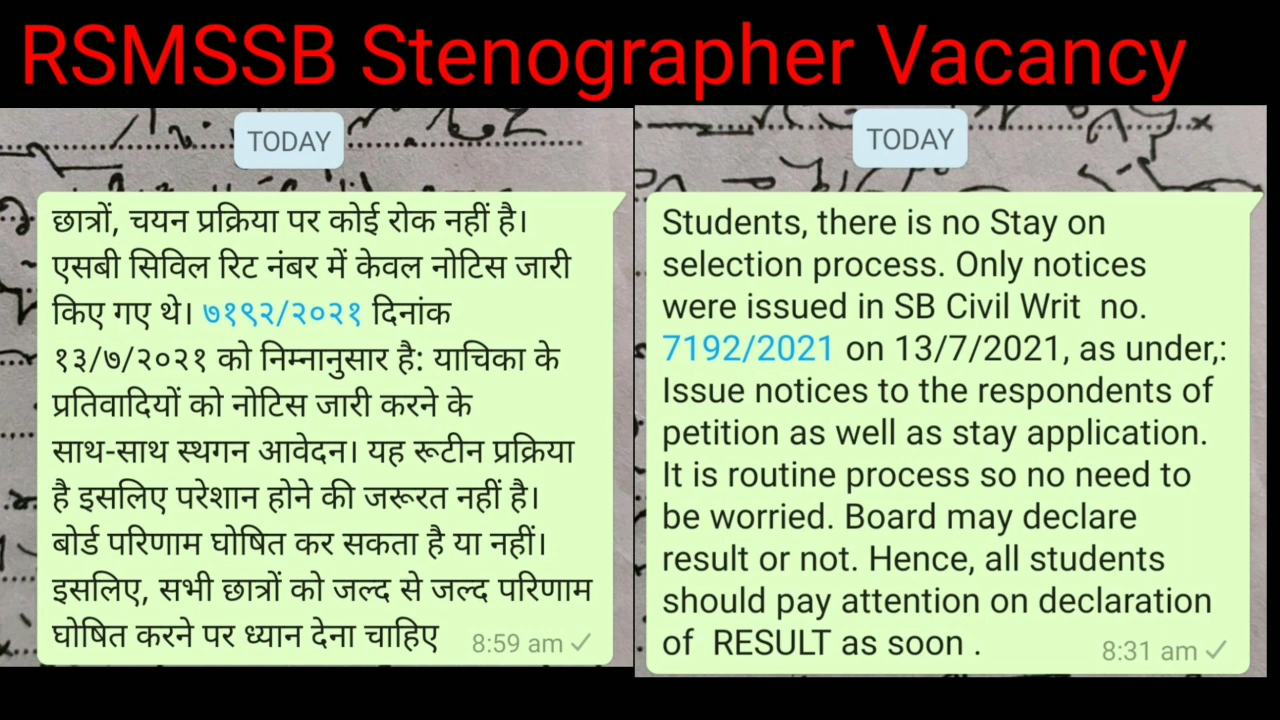 RSMSSB Stenographer Vacancy
TODAY
छात्रों, चयन प्रक्रिया पर कोई रोक नहीं है।
एसबी सिविल रिट नंबर में केवल नोटिस जारी
किए गए थे। ७१९२/२०२१ दिनांक
१३/७/२०२१ को निम्नानुसार है: याचिका के
प्रतिवादियों को नोटिस जारी करने के
साथ-साथ स्थगन आवेदन। यह रूटीन प्रक्रिया
है इसलिए परेशान होने की जरूरत नहीं है।
बोर्ड परिणाम घोषित कर सकता है या नहीं।
इसलिए, सभी छात्रों को जल्द से जल्द परिणाम
घोषित करने पर ध्यान देना चाहिए
8:59 am
TODAY
Students, there is no Stay on
selection process. Only notices
were issued in SB Civil Writ  no.
7192/2021 on 13/7/2021, as under,:
Issue notices to the respondents of
petition as well as stay application.
It is routine process so no need to
be worried. Board may declare
result or not. Hence, all students
should pay attention on declaration
of  RESULT as soon .
8:31 am